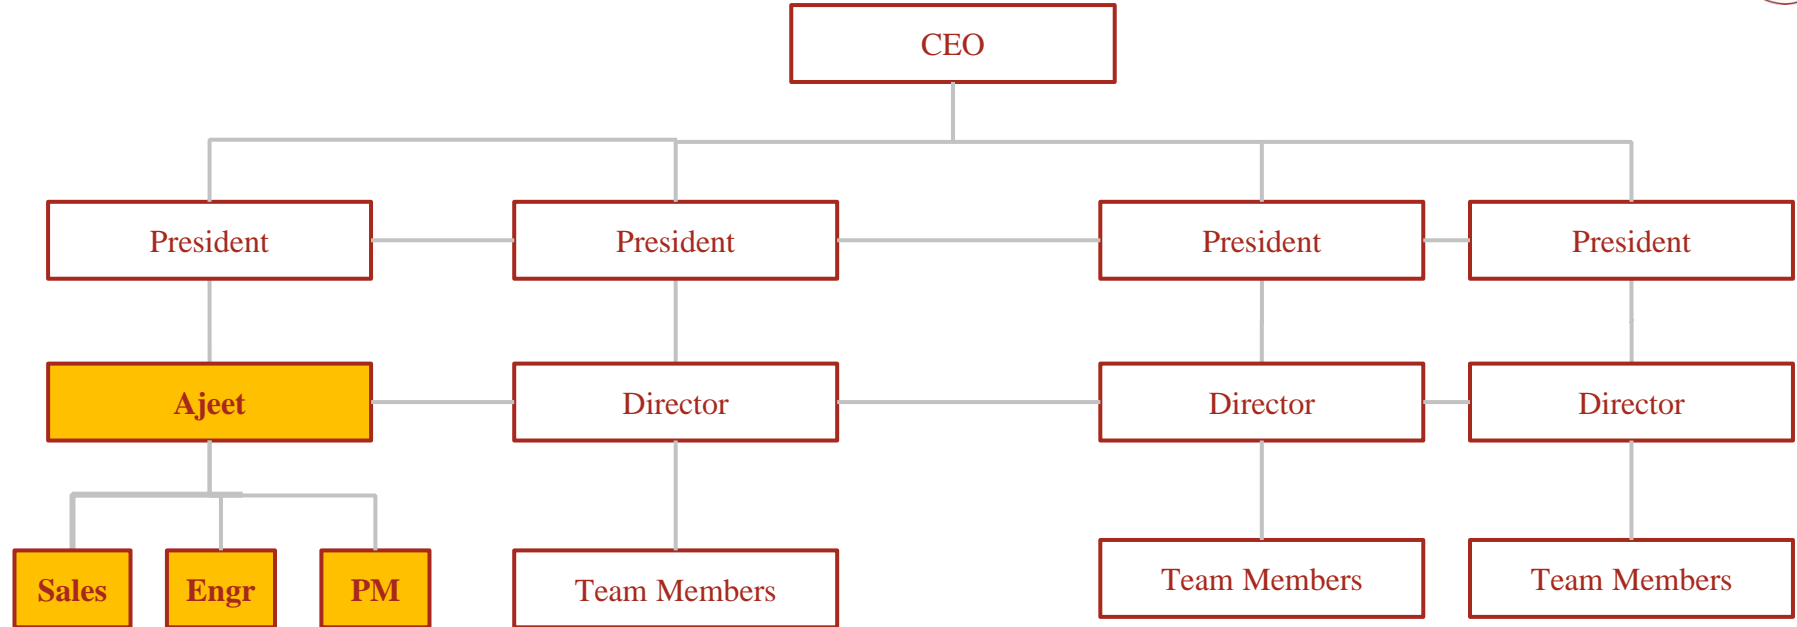 CEO
President
President
President
President
Ajeet
Director
Director
Director
Sales
Engr
PM
Team Members
Team Members
Team Members